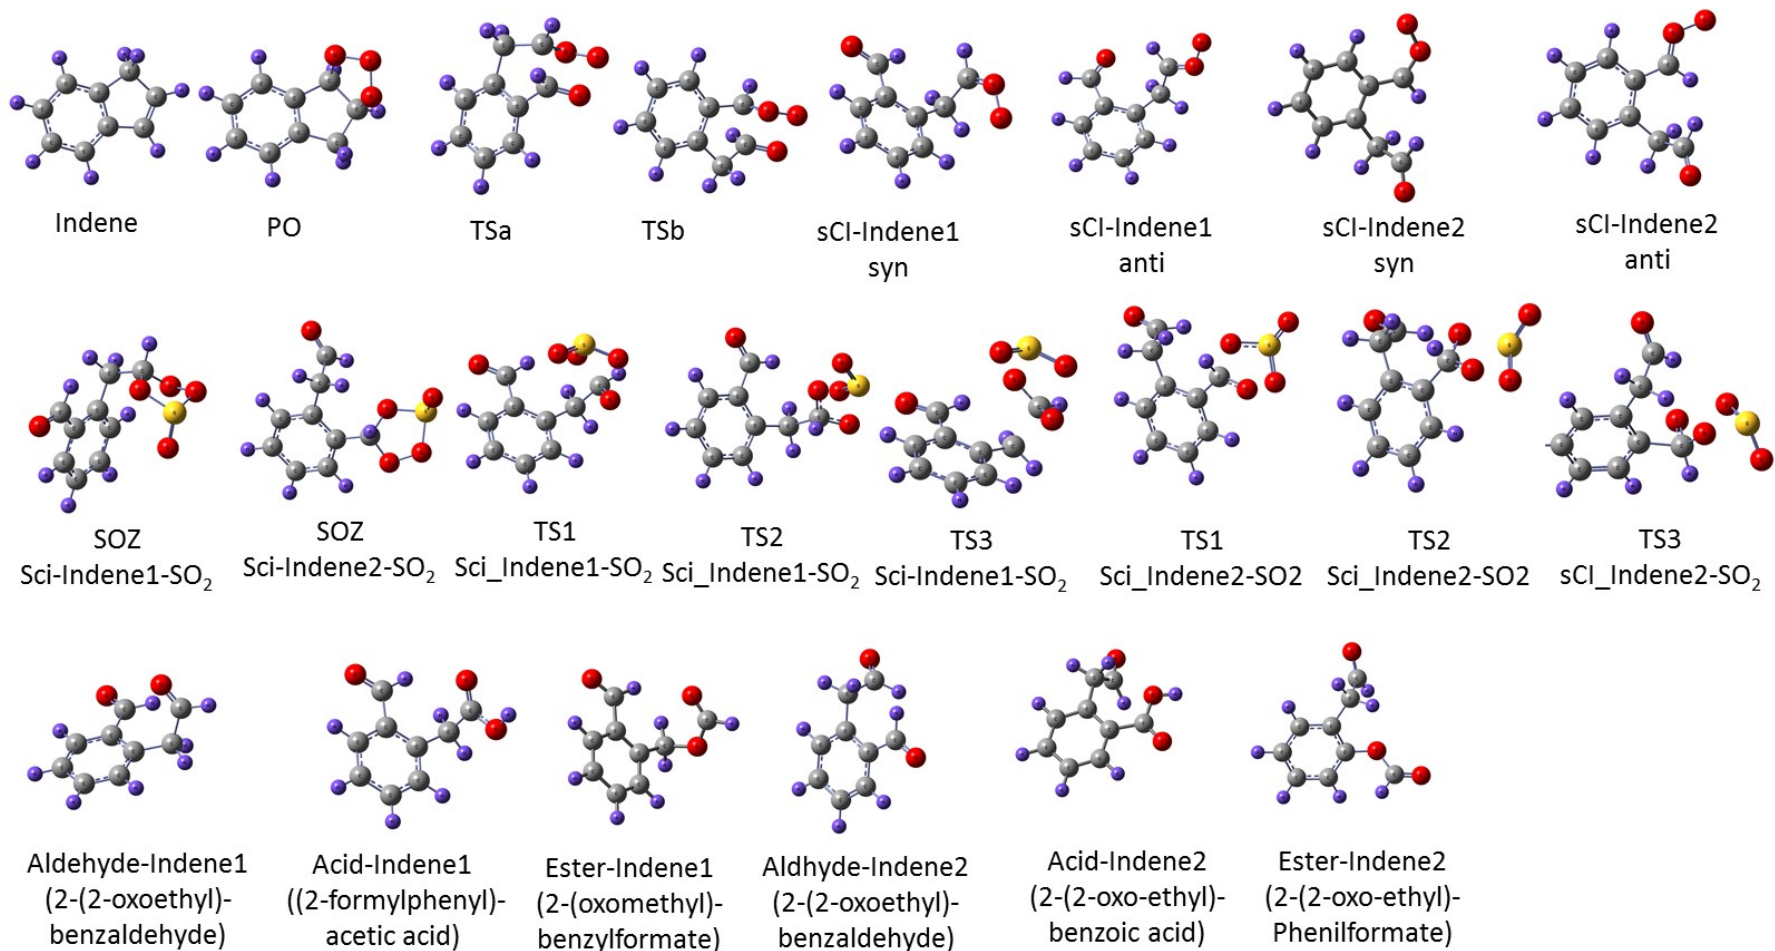 Indene
PO
TSa
TSb
sCI-Indene1
syn
sCI-Indene1
anti
sCI-Indene2
syn
sCI-Indene2
anti
SOZ
Sci-Indene1-SO₂
SOZ
Sci-Indene2-SO₂
TS1
Sci_Indene1-SO₂
TS2
Sci_Indene1-SO₂
TS3
Sci-Indene1-SO₂
TS1
Sci_Indene2-SO2
TS2
Sci_Indene2-SO2
TS3
sCI_Indene2-SO₂
Aldehyde-Indene1
(2-(2-oxoethyl)-
benzaldehyde)
Acid-Indene1
((2-formylphenyl)-
acetic acid)
Ester-Indene1
(2-(oxomethyl)-
benzylformate)
Aldhyde-Indene2
(2-(2-oxoethyl)-
benzaldehyde)
Acid-Indene2
(2-(2-oxo-ethyl)-
benzoic acid)
Ester-Indene2
(2-(2-oxo-ethyl)-
Phenilformate)